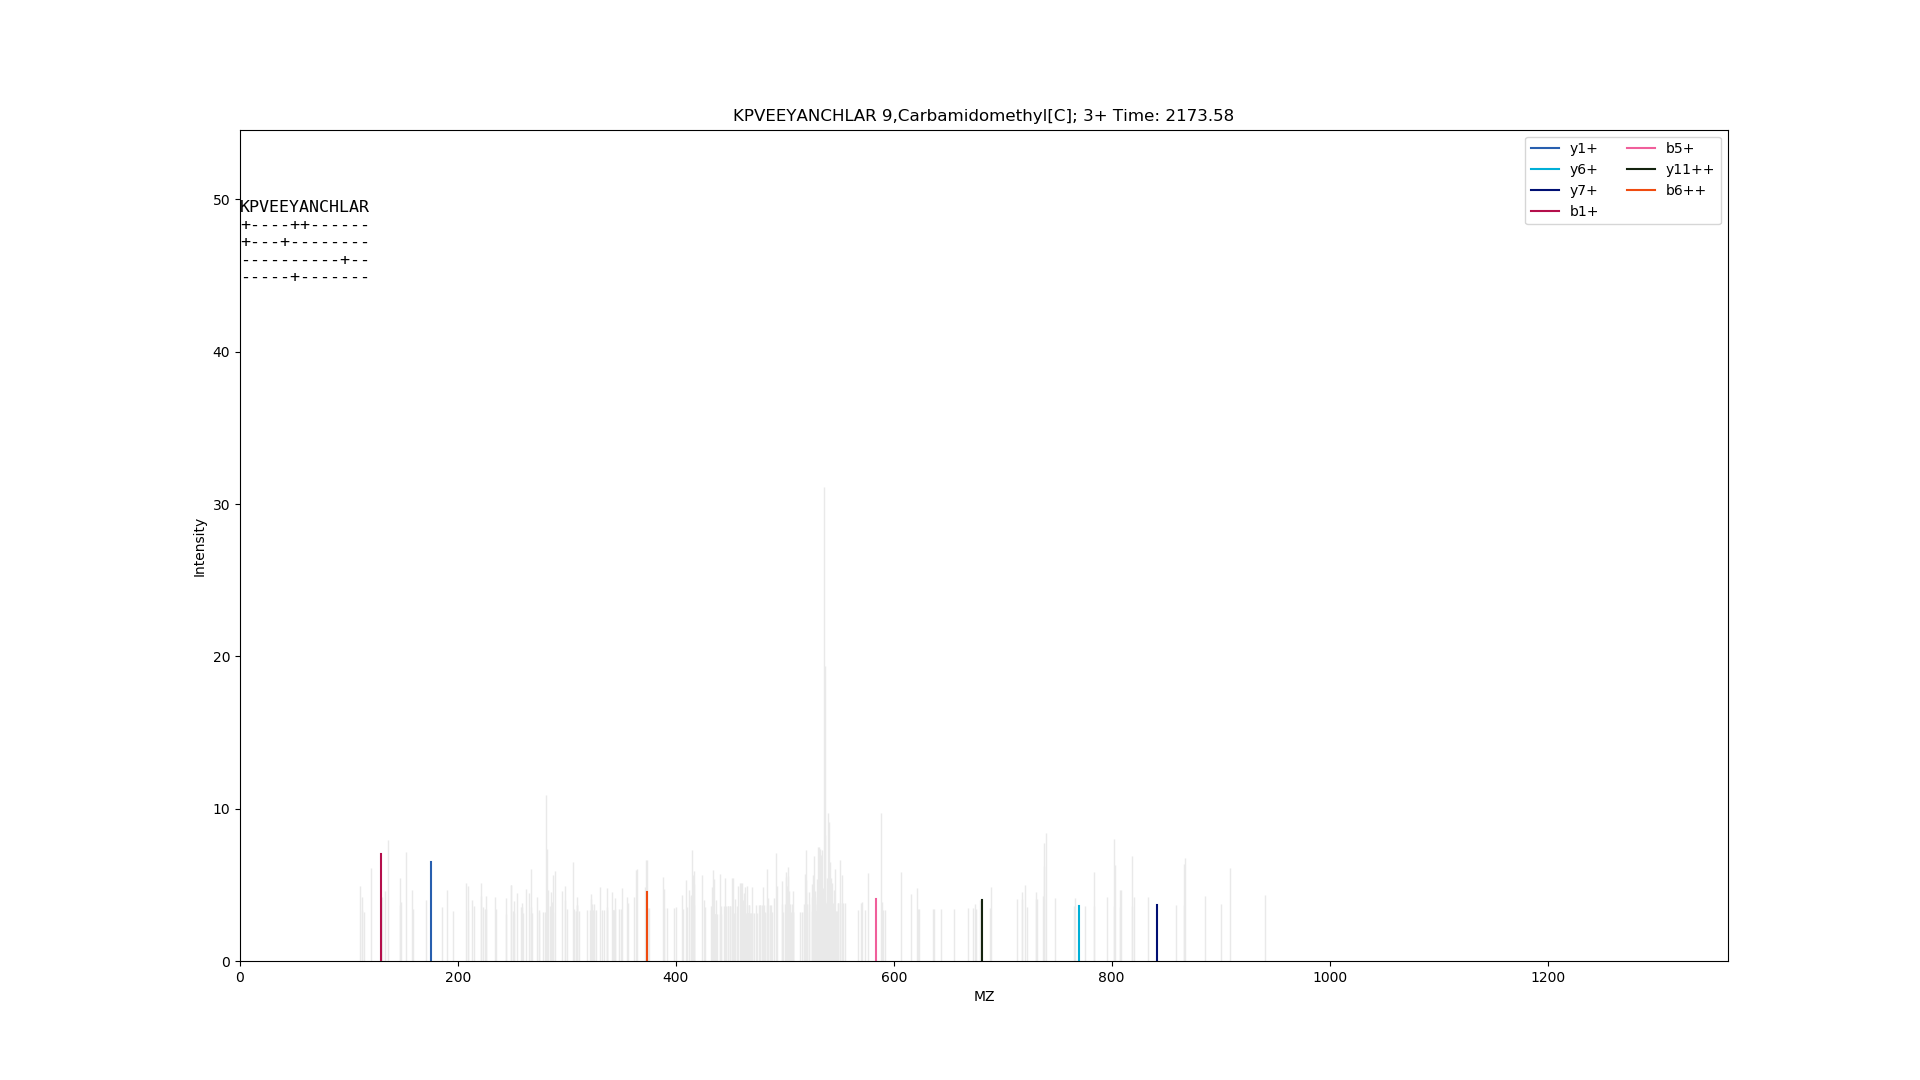 KPVEEYANCHLAR 9,Carbamidomethyl[C]; 3+ Time: 2173.58
y1+ b5+
y6+ y11++
y7+ b6++
b1+
50
KPVEEYANCHLAR
+----++------
+---+--------
----------+--
-----+-------
40
30
Intensity
20
10
0
0 200 400 600 800 1000 1200
MZ